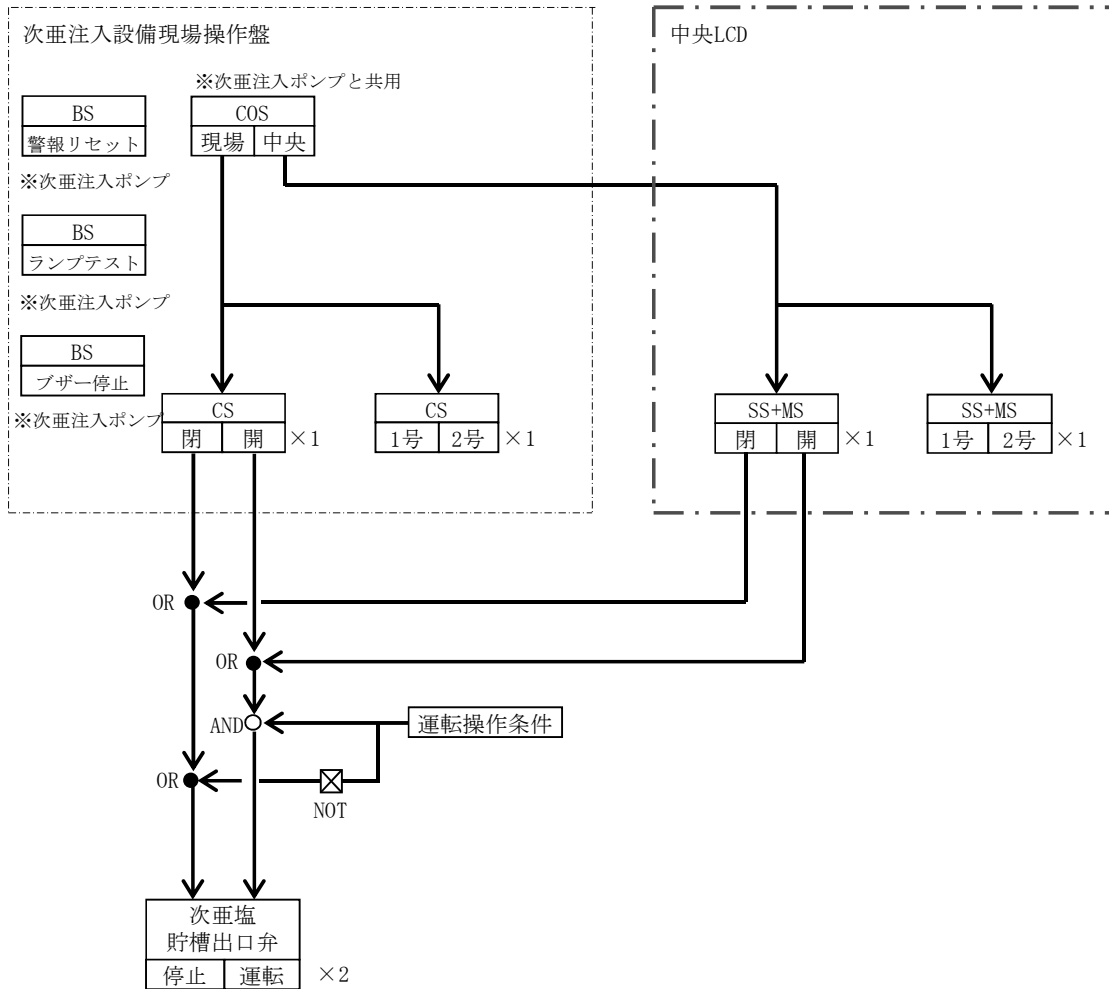 次亜注入設備現場操作盤
中央LCD
※次亜注入ポンプと共用
BS
警報リセット
※次亜注入ポンプ
COS
現場 中央
BS
ランプテスト
※次亜注入ポンプ
BS
ブザー停止
※次亜注入ポンプ
CS
閉 開 ×1
CS
1号 2号 ×1
SS+MS
閉 開 ×1
SS+MS
1号 2号 ×1
OR
OR
AND
運転操作条件
OR
NOT
次亜塩
貯槽出口弁
停止 運転 ×2